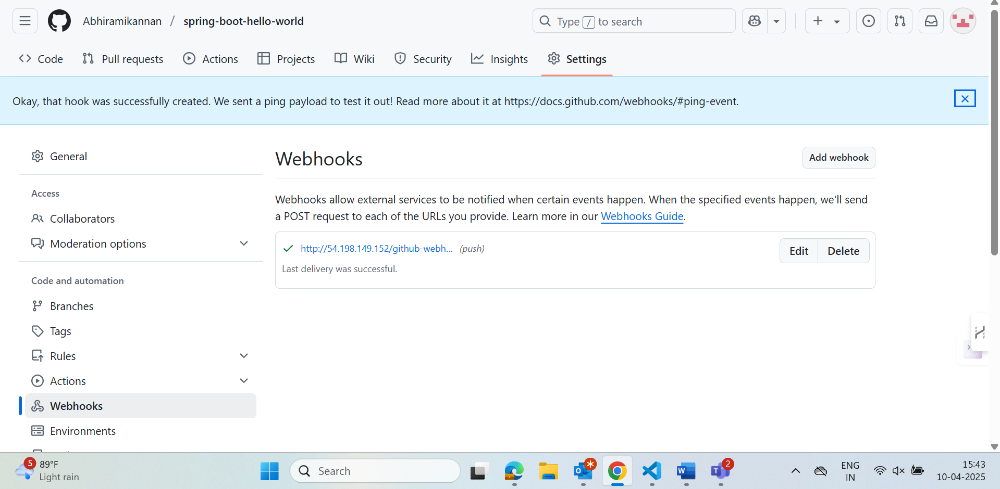 Abhiramikannan / spring-boot-hello-world
Type / to search
Code
Pull requests
Actions
Projects
Wiki
Security
Insights
Settings
Okay, that hook was successfully created. We sent a ping payload to test it out! Read more about it at https://docs.github.com/webhooks/#ping-event.
General
Access
Collaborators
Moderation options
Code and automation
Branches
Tags
Rules
Actions
Webhooks
Environments
Webhooks
Add webhook
Webhooks allow external services to be notified when certain events happen. When the specified events happen, we'll send
a POST request to each of the URLs you provide. Learn more in our Webhooks Guide.
http://54.198.149.152/github-webh... (push)
Edit
Delete
Last delivery was successful.
5
89°F
Light rain
Search
2
ENG
IN
15:43
10-04-2025